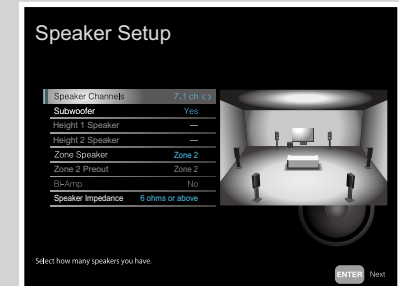 Speaker Setup
Speaker Channels 7.1 ch <>
Subwoofer Yes
Height 1 Speaker —
Height 2 Speaker —
Zone Speaker Zone 2
Zone 2 Preout Zone 2
Bi-Amp No
Speaker Impedance 6 ohms or above
Select how many speakers you have.
ENTER Next